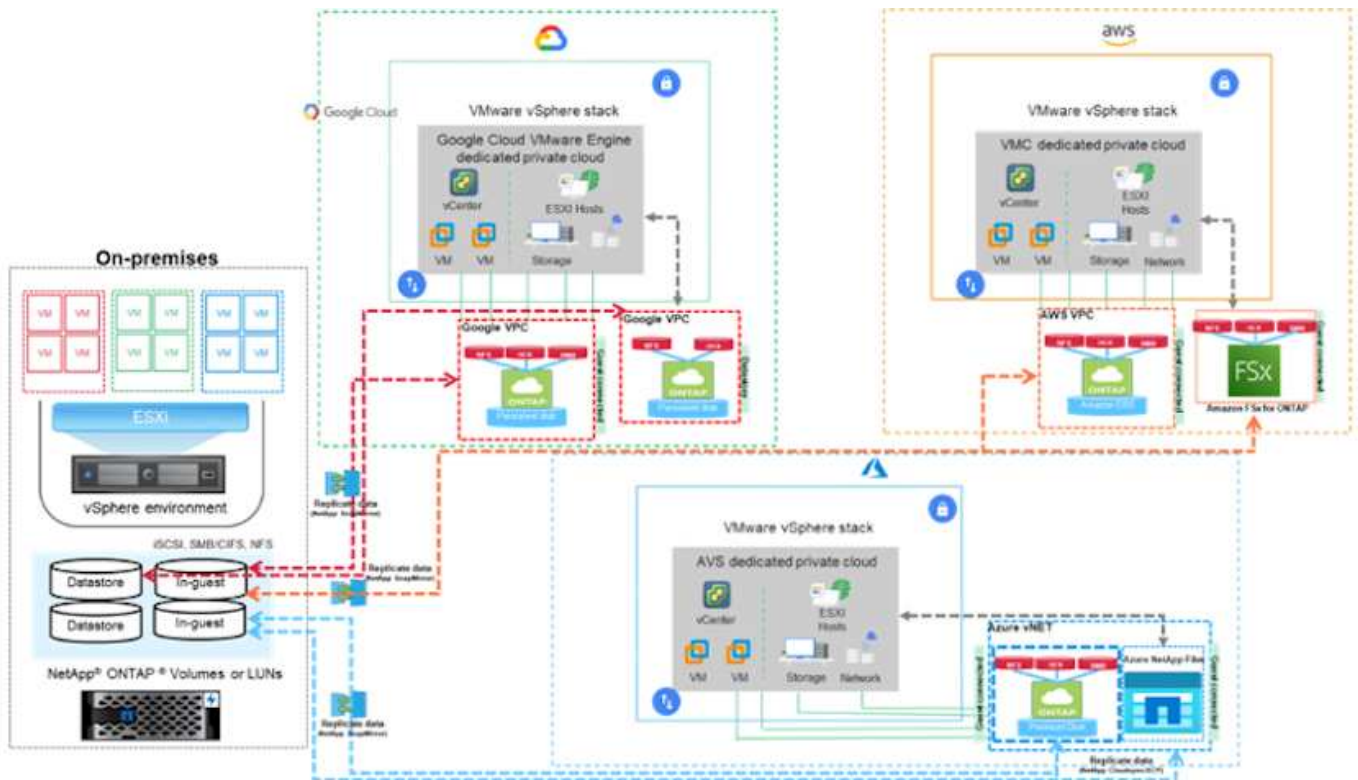 aws
Google Cloud
VMware vSphere stack
Google Cloud VMware Engine
dedicated private cloud
vCenter
ESXI Hosts
VM
VM
Storage
VMware vSphere stack
VMC dedicated private cloud
vCenter
ESXI
Hosts
VM
VM
Storage
Network
On-premises
VM VM VM VM VM VM
VM VM VM VM VM VM
ESXI
vSphere environment
iSCSI, SMB/CIFS, NFS
Datastore
In-guest
Datastore
In-guest
NetApp® ONTAP ® Volumes or LUNs
Google VPC
ONTAP
Google VPC
ONTAP
AWS VPC
ONTAP
FSx
Amazon FSx for ONTAP
Replicate data
Replicate data
Replicate data
VMware vSphere stack
AVS dedicated private cloud
vCenter
ESXI
Hosts
VM
VM
Storage
Network
Azure vNET
ONTAP
Azure NetApp Files
Replicate data